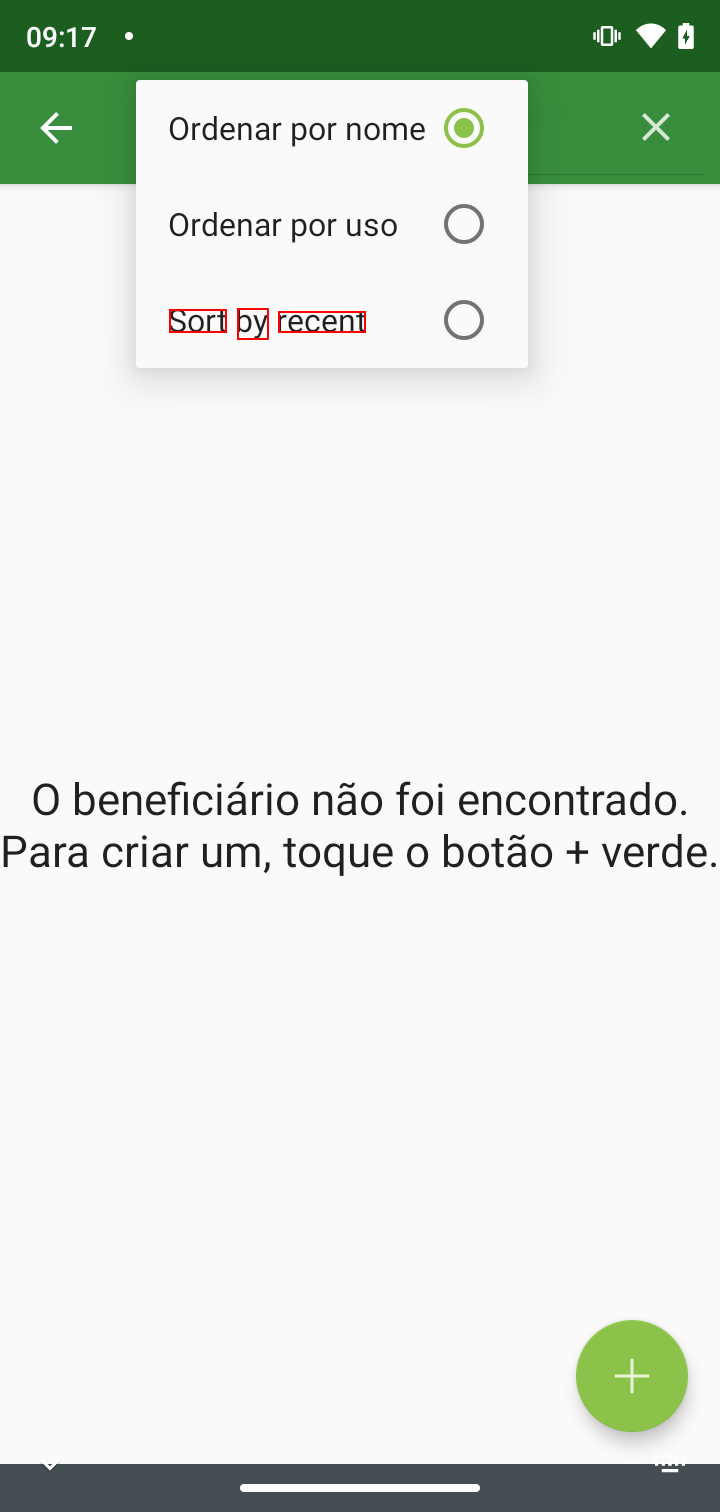 09:17
Ordenar por nome
Ordenar por uso
Sort by recent
O beneficiário não foi encontrado.
Para criar um, toque o botão + verde.